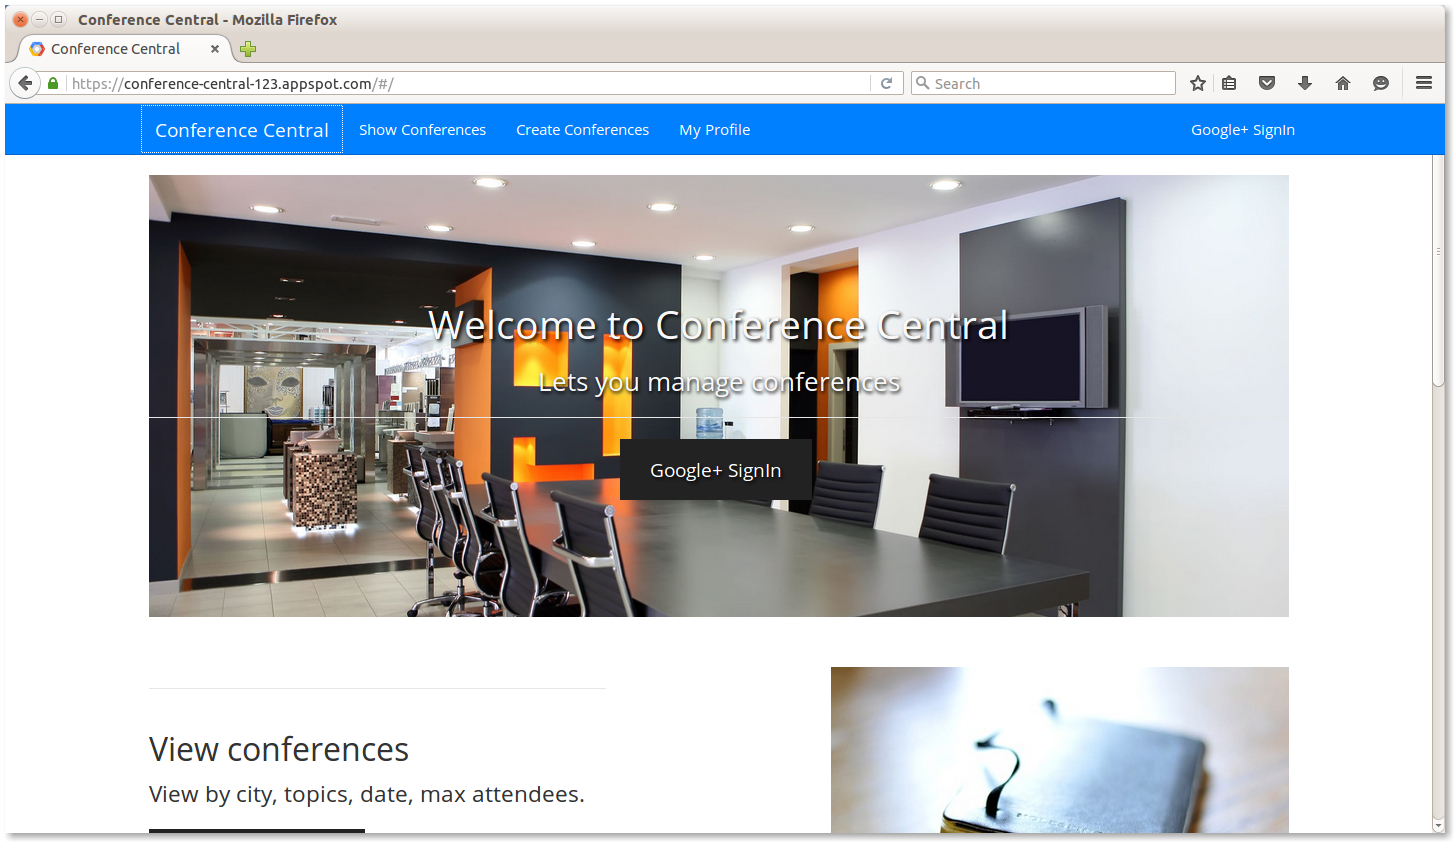 Conference Central - Mozilla Firefox
Conference Central
https://conference-central-123.appspot.com/#/
Search
Conference Central
Show Conferences
Create Conferences
My Profile
Google+ SignIn
Welcome to Conference Central
Lets you manage conferences
Google+ SignIn
View conferences
View by city, topics, date, max attendees.